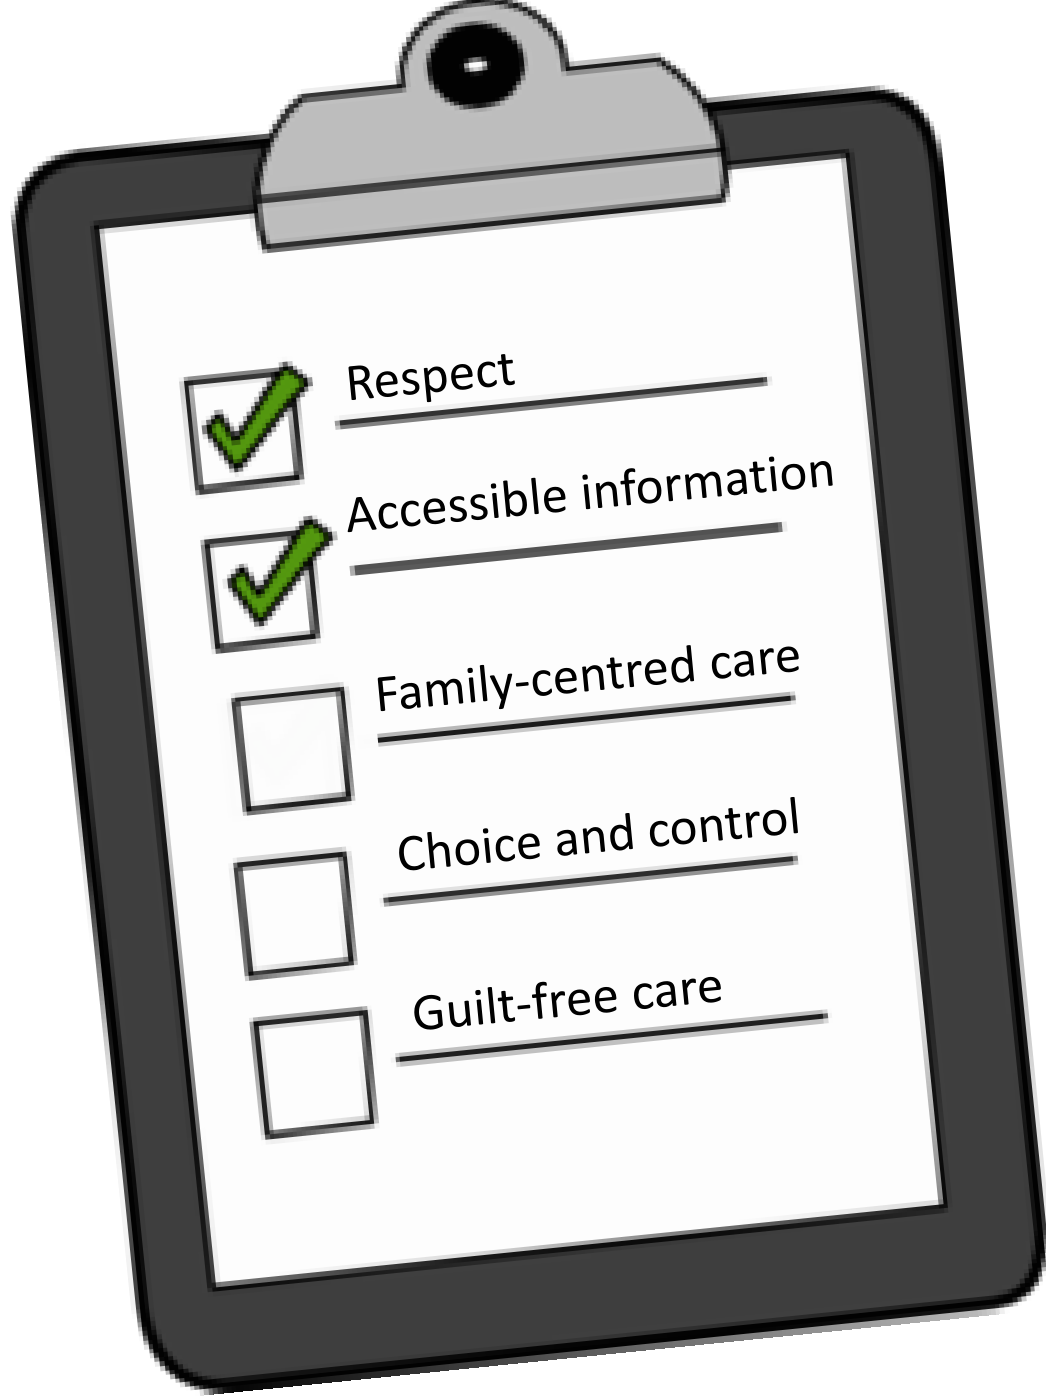 Respect
Accessible information
Family-centred care
Choice and control
Guilt-free care